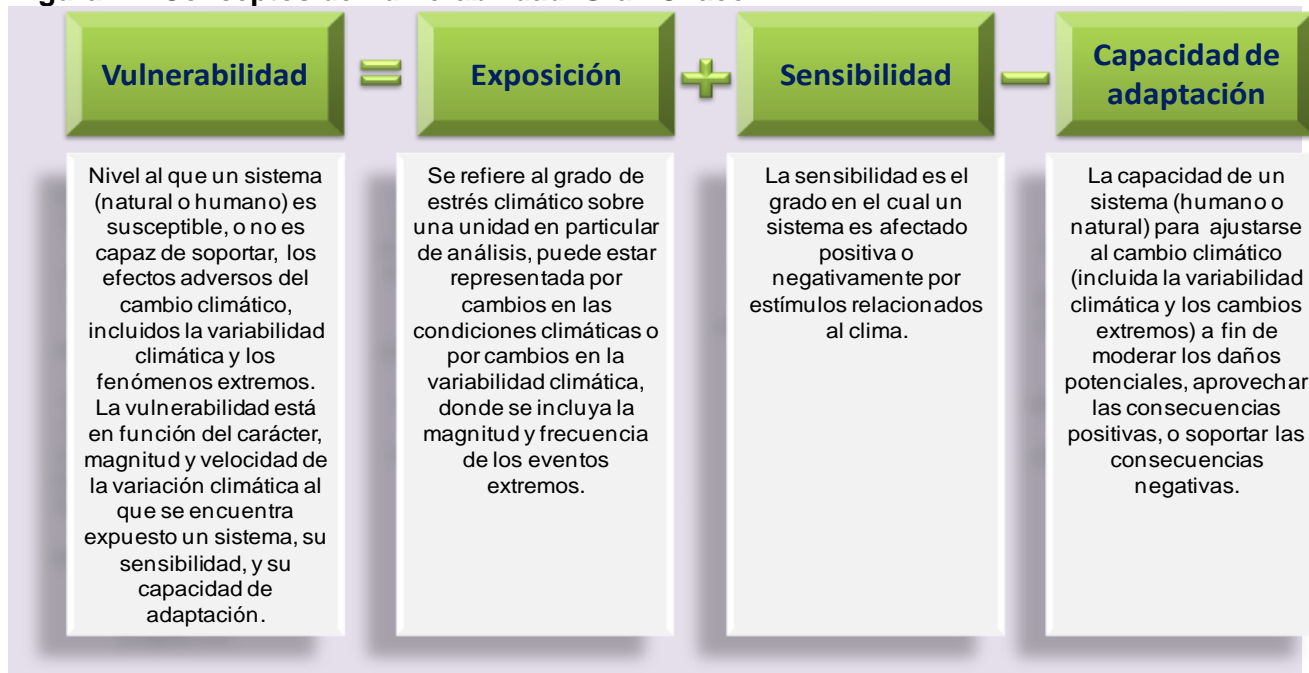 Vulnerabilidad = Exposición + Sensibilidad − Capacidad de
adaptación
Nivel al que un sistema
(natural o humano) es
susceptible, o no es
capaz de soportar, los
efectos adversos del
cambio climático,
incluidos la variabilidad
climática y los
fenómenos extremos.
La vulnerabilidad está
en función del carácter,
magnitud y velocidad de
la variación climática al
que se encuentra
expuesto un sistema, su
sensibilidad, y su
capacidad de
adaptación.
Se refiere al grado de
estrés climático sobre
una unidad en particular
de análisis, puede estar
representada por
cambios en las
condiciones climáticas o
por cambios en la
variabilidad climática,
donde se incluya la
magnitud y frecuencia
de los eventos
extremos.
La sensibilidad es el
grado en el cual un
sistema es afectado
positiva o
negativamente por
estímulos relacionados
al clima.
La capacidad de un
sistema (humano o
natural) para ajustarse
al cambio climático
(incluida la variabilidad
climática y los cambios
extremos) a fin de
moderar los daños
potenciales, aprovechar
las consecuencias
positivas, o soportar las
consecuencias
negativas.